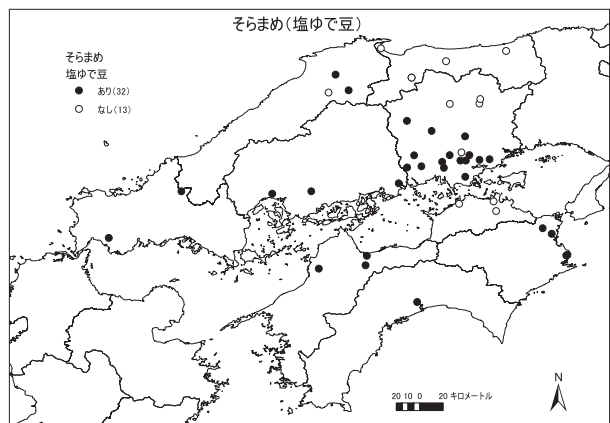 そらまめ（塩ゆで豆）
そらまめ
塩ゆで豆
あり（32）
なし（13）
N
20 10 0 20 キロメートル